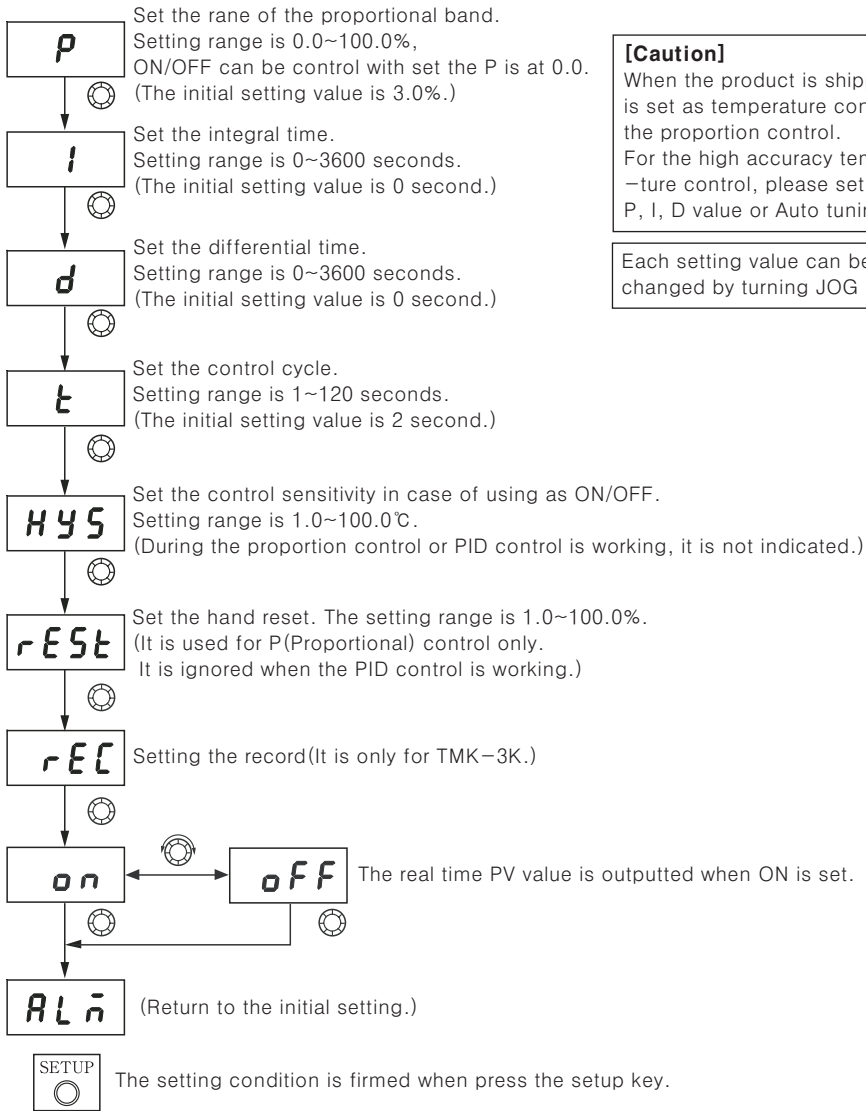 Set the rane of the proportional band.
P
Setting range is 0.0~100.0%,
ON/OFF can be control with set the P is at 0.0.
(The initial setting value is 3.0%.)
[Caution]
When the product is ship
is set as temperature con
the proportion control.
For the high accuracy ten
-ture control, please set
P, I, D value or Auto tuni
Each setting value can be
changed by turning JOG
Set the integral time.
I
Setting range is 0~3600 seconds.
(The initial setting value is 0 second.)
Set the differential time.
d
Setting range is 0~3600 seconds.
(The initial setting value is 0 second.)
Set the control cycle.
t
Setting range is 1~120 seconds.
(The initial setting value is 2 second.)
Set the control sensitivity in case of using as ON/OFF.
HYS
Setting range is 1.0~100.0℃.
(During the proportion control or PID control is working, it is not indicated.)
Set the hand reset. The setting range is 1.0~100.0%.
rESt
(It is used for P(Proportional) control only.
It is ignored when the PID control is working.)
rEC
Setting the record(It is only for TMK-3K.)
on
oFF
The real time PV value is outputted when ON is set.
ALM
(Return to the initial setting.)
SETUP
The setting condition is firmed when press the setup key.